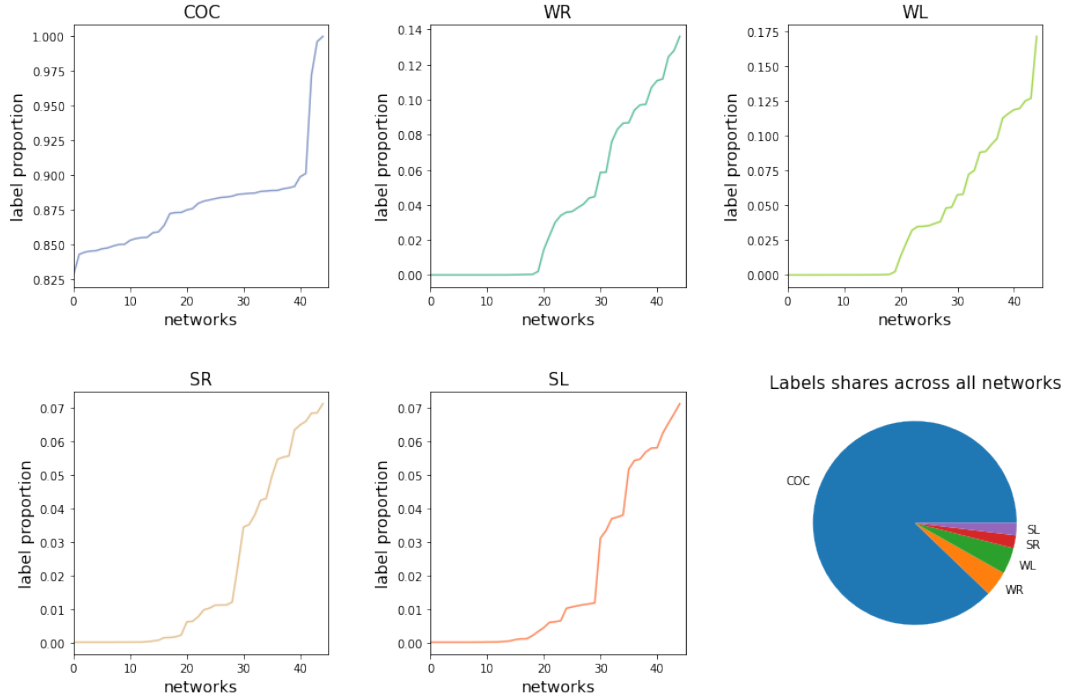 COC
1.000
0.975
0.950
0.925
0.900
0.875
0.850
0.825
label proportion
0 10 20 30 40
networks
WR
0.14
0.12
0.10
0.08
0.06
0.04
0.02
0.00
label proportion
0 10 20 30 40
networks
WL
0.175
0.150
0.125
0.100
0.075
0.050
0.025
0.000
label proportion
0 10 20 30 40
networks
SR
0.07
0.06
0.05
0.04
0.03
0.02
0.01
0.00
label proportion
0 10 20 30 40
networks
SL
0.07
0.06
0.05
0.04
0.03
0.02
0.01
0.00
label proportion
0 10 20 30 40
networks
Labels shares across all networks
COC
SL
SR
WL
WR